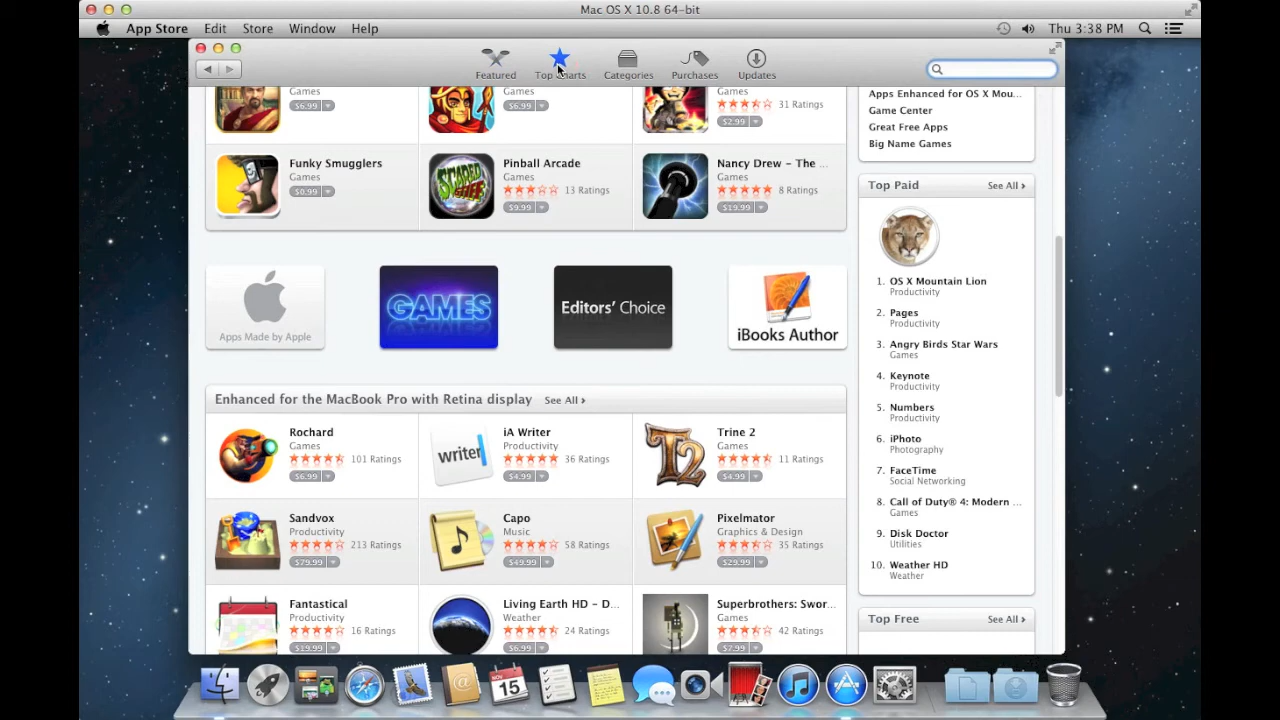 Mac OS X 10.8 64-bit
App Store Edit Store Window Help
Thu 3:38 PM
Featured
Top Charts
Categories
Purchases
Updates
Games
$6.99
Games
$6.99
Games
31 Ratings
$2.99
Funky Smugglers
Games
$0.99
Pinball Arcade
Games
13 Ratings
$9.99
Nancy Drew – The ...
Games
8 Ratings
$19.99
SCARED STIFF
Apps Made by Apple
GAMES
Editors’ Choice
iBooks Author
Enhanced for the MacBook Pro with Retina display See All ›
Rochard
Games
101 Ratings
$6.99
writer
iA Writer
Productivity
36 Ratings
$4.99
T2
Trine 2
Games
11 Ratings
$4.99
Sandvox
Productivity
213 Ratings
$79.99
Capo
Music
58 Ratings
$49.99
Pixelmator
Graphics & Design
35 Ratings
$29.99
Fantastical
Productivity
16 Ratings
$19.99
Living Earth HD – D...
Weather
24 Ratings
$6.99
Superbrothers: Swor...
Games
42 Ratings
$7.99
Apps Enhanced for OS X Mou...
Game Center
Great Free Apps
Big Name Games
Top Paid See All ›
1. OS X Mountain Lion
Productivity
2. Pages
Productivity
3. Angry Birds Star Wars
Games
4. Keynote
Productivity
5. Numbers
Productivity
6. iPhoto
Photography
7. FaceTime
Social Networking
8. Call of Duty® 4: Modern ...
Games
9. Disk Doctor
Utilities
10. Weather HD
Weather
Top Free See All ›
NOV
15